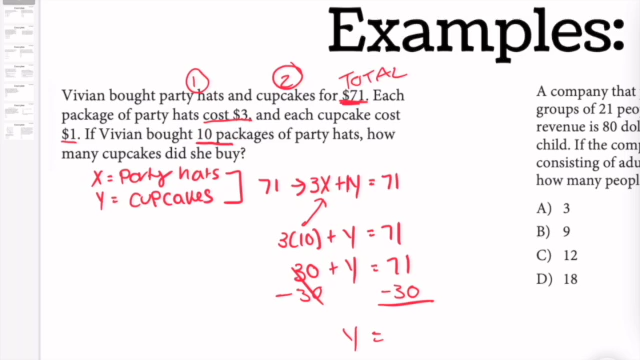 Examples:
1 2 TOTAL
Vivian bought party hats and cupcakes for $71. Each
package of party hats cost $3, and each cupcake cost
$1. If Vivian bought 10 packages of party hats, how
many cupcakes did she buy?
X = Party hats
Y = cupcakes
71 → 3X + 1Y = 71
3(10) + Y = 71
30 + Y = 71
-30 -30
Y =
A company that
groups of 21 peo
revenue is 80 dol
child. If the comp
consisting of adu
how many people
A) 3
B) 9
C) 12
D) 18